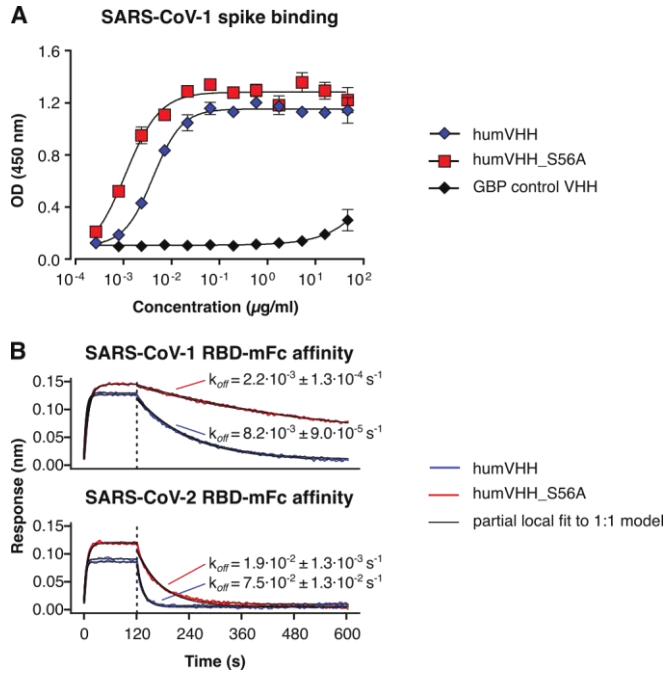 A
SARS-CoV-1 spike binding
1.6
1.2
0.8
0.4
0.0
OD (450 nm)
10⁻⁴ 10⁻³ 10⁻² 10⁻¹ 10⁰ 10¹ 10²
Concentration (µg/ml)
humVHH
humVHH_S56A
GBP control VHH
B
SARS-CoV-1 RBD-mFc affinity
0.15
0.10
0.05
0.00
k_off = 2.2·10⁻³ ± 1.3·10⁻⁴ s⁻¹
k_off = 8.2·10⁻³ ± 9.0·10⁻⁵ s⁻¹
Response (nm)
SARS-CoV-2 RBD-mFc affinity
0.15
0.10
0.05
0.00
k_off = 1.9·10⁻² ± 1.3·10⁻³ s⁻¹
k_off = 7.5·10⁻² ± 1.3·10⁻² s⁻¹
0 120 240 360 480 600
Time (s)
humVHH
humVHH_S56A
partial local fit to 1:1 model